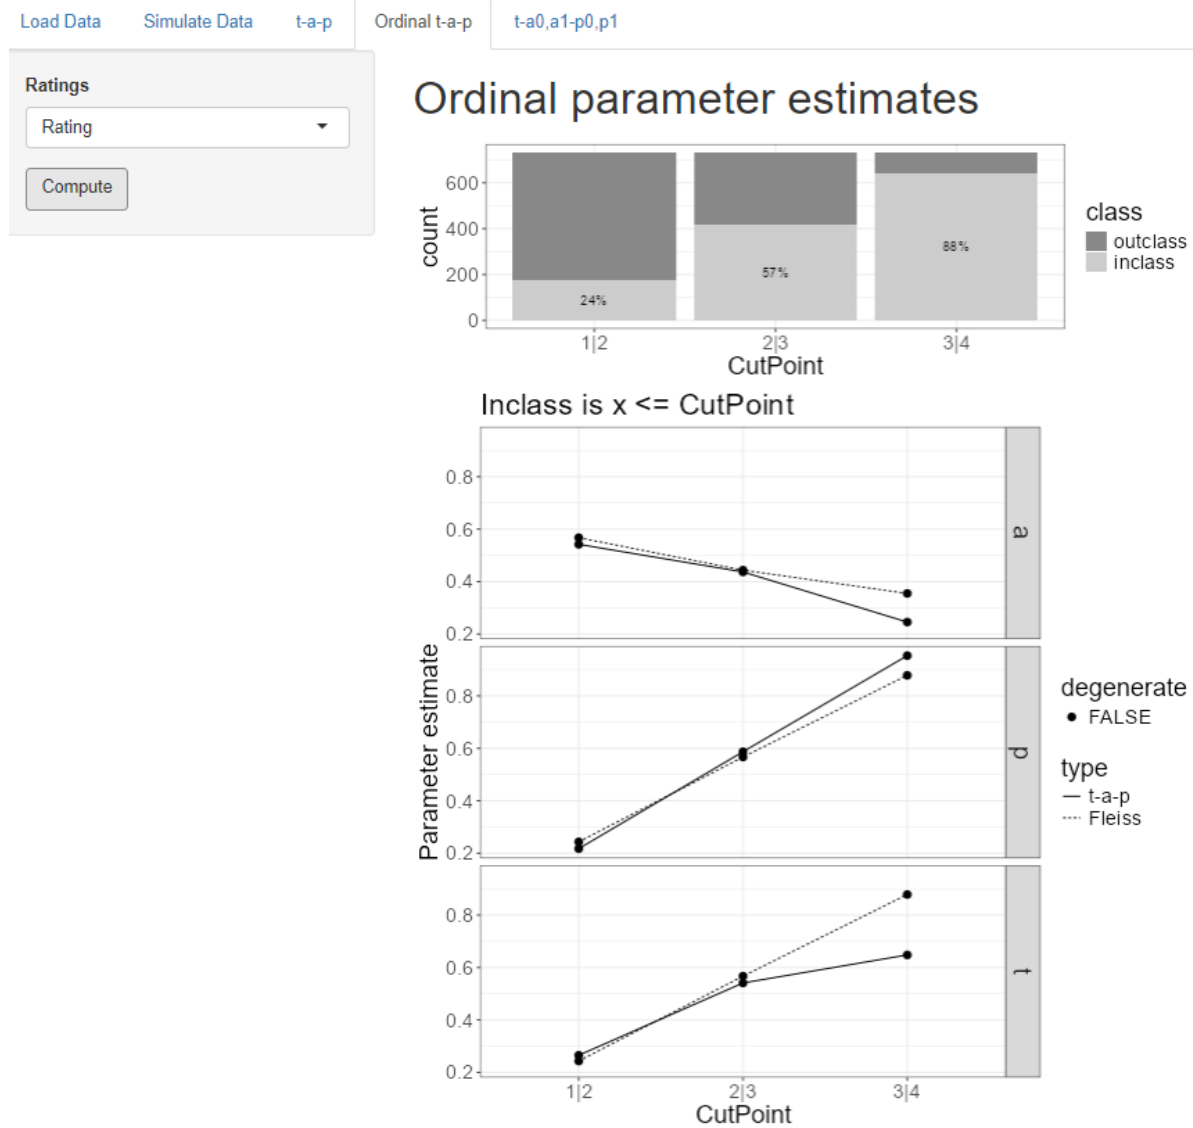 Load Data Simulate Data t-a-p Ordinal t-a-p t-a0,a1-p0,p1
Ratings
Rating
Compute
Ordinal parameter estimates
count
600
400
200
0
24%
57%
88%
1|2 2|3 3|4
CutPoint
class
outclass
inclass
Inclass is x <= CutPoint
Parameter estimate
0.8
0.6
0.4
0.2
a
0.8
0.6
0.4
0.2
p
0.8
0.6
0.4
0.2
t
1|2 2|3 3|4
CutPoint
degenerate
FALSE
type
t-a-p
Fleiss